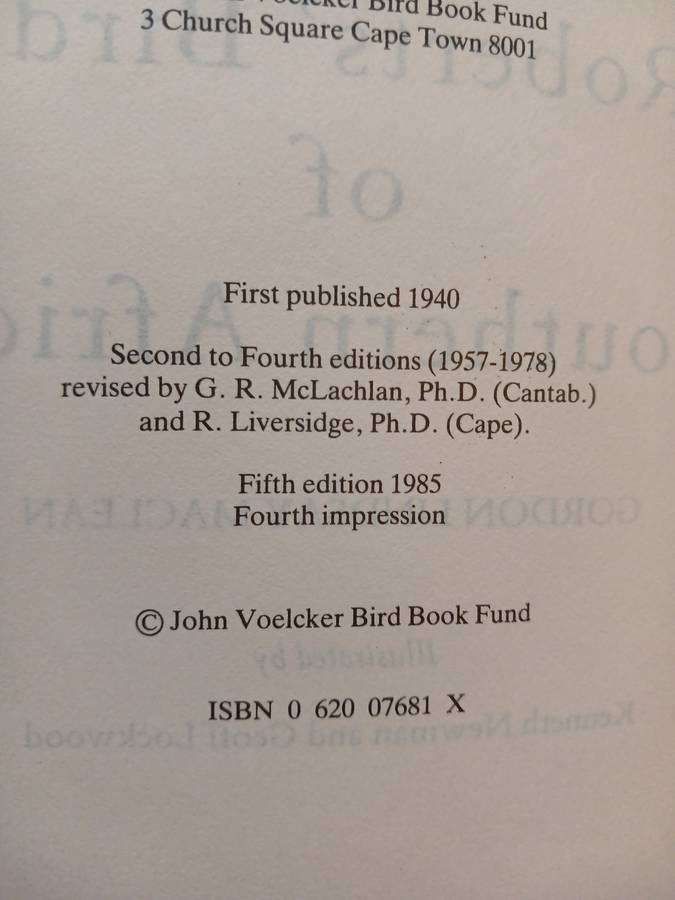 Voelcker Bird Book Fund
3 Church Square Cape Town 8001
First published 1940
Second to Fourth editions (1957-1978)
revised by G. R. McLachlan, Ph.D. (Cantab.)
and R. Liversidge, Ph.D. (Cape).
Fifth edition 1985
Fourth impression
© John Voelcker Bird Book Fund
ISBN 0 620 07681 X